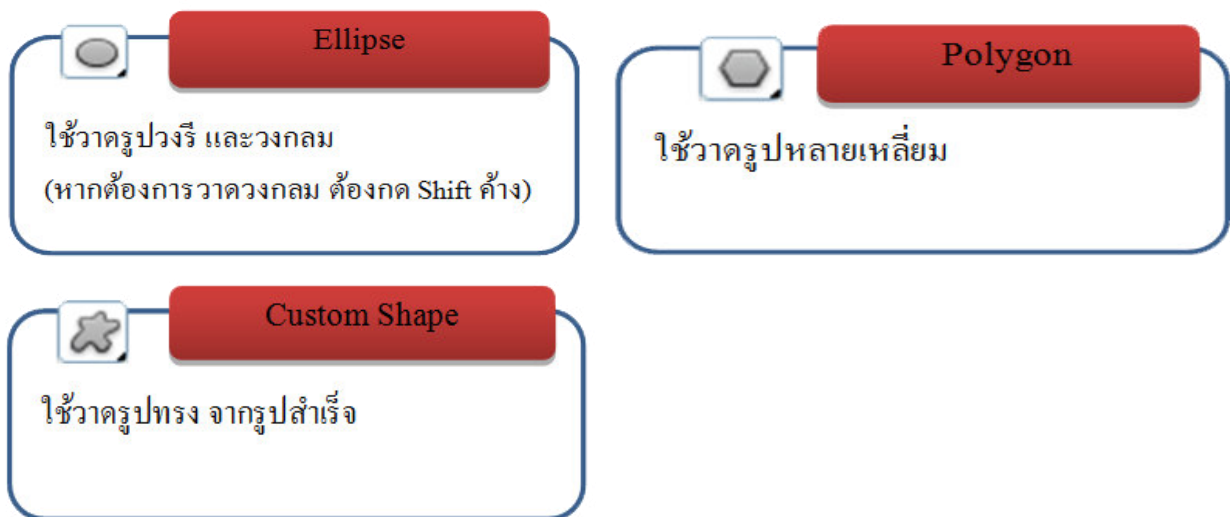 Ellipse
ใช้วาดรูปวงรี และวงกลม
(หากต้องการวาดวงกลม ต้องกด Shift ค้าง)
Polygon
ใช้วาดรูปหลายเหลี่ยม
Custom Shape
ใช้วาดรูปทรง จากรูปสำเร็จ